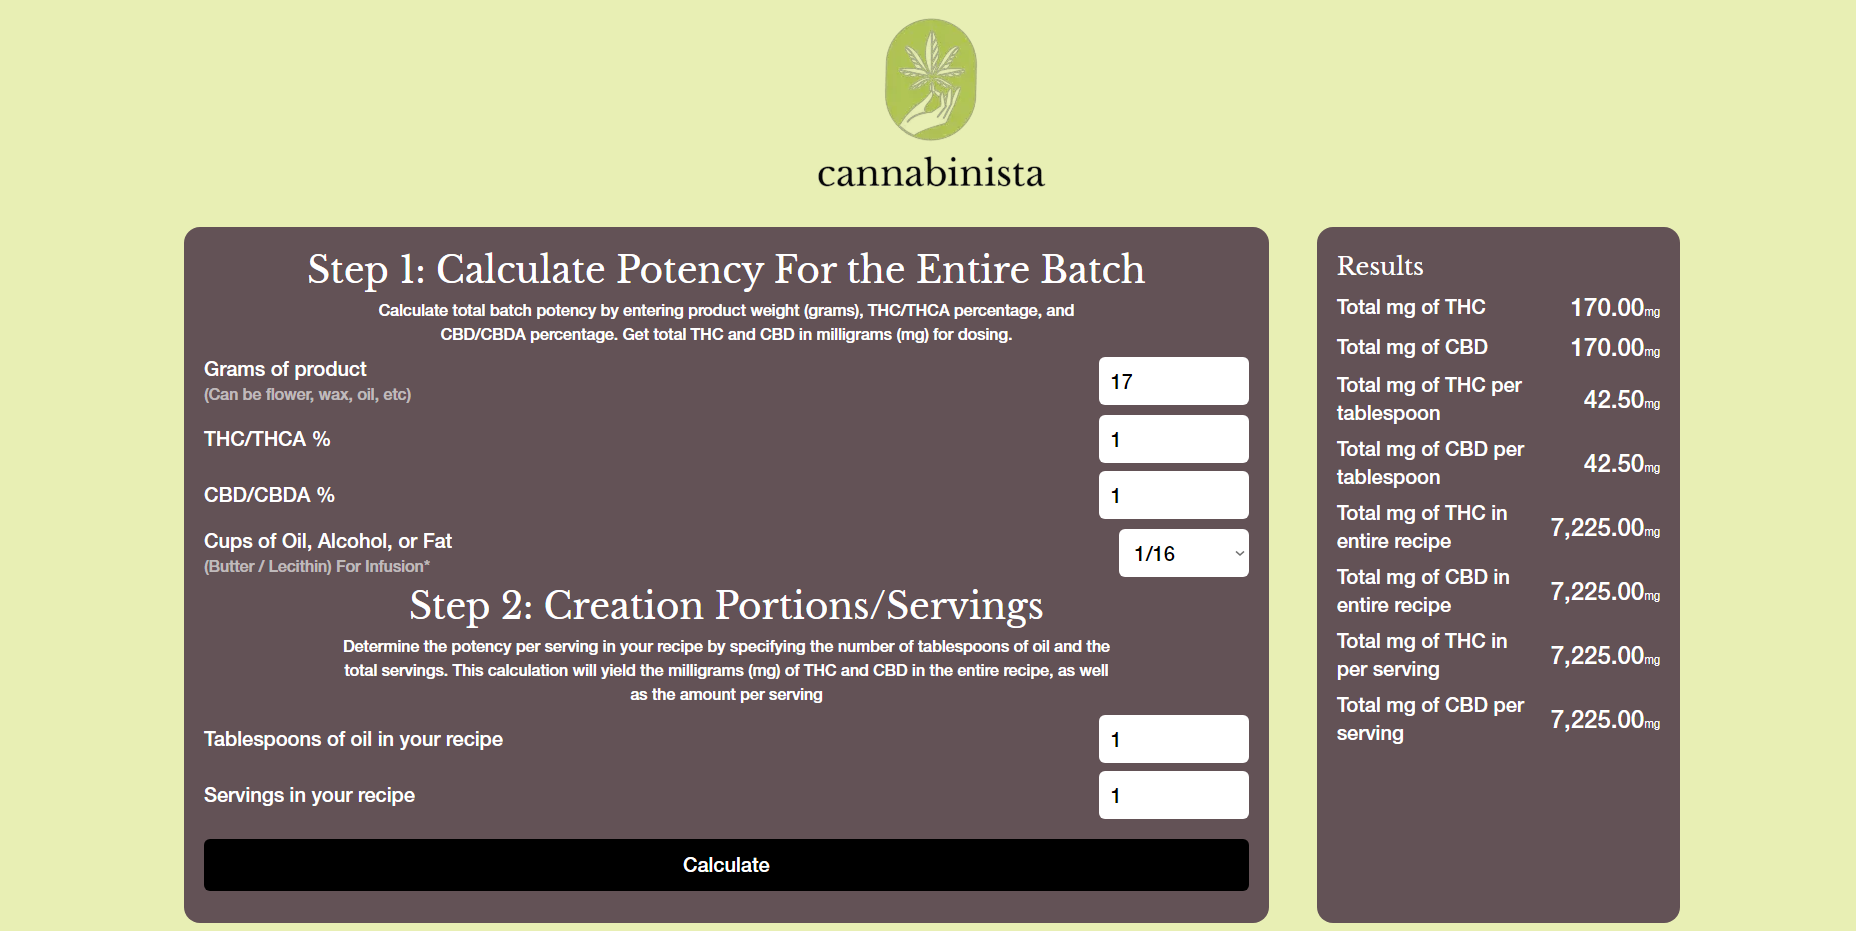 cannabinista
Step 1: Calculate Potency For the Entire Batch
Calculate total batch potency by entering product weight (grams), THC/THCA percentage, and
CBD/CBDA percentage. Get total THC and CBD in milligrams (mg) for dosing.
Grams of product
(Can be flower, wax, oil, etc)
17
THC/THCA %
1
CBD/CBDA %
1
Cups of Oil, Alcohol, or Fat
(Butter / Lecithin) For Infusion*
1/16
Step 2: Creation Portions/Servings
Determine the potency per serving in your recipe by specifying the number of tablespoons of oil and the
total servings. This calculation will yield the milligrams (mg) of THC and CBD in the entire recipe, as well
as the amount per serving
Tablespoons of oil in your recipe
1
Servings in your recipe
1
Calculate
Results
Total mg of THC
170.00mg
Total mg of CBD
170.00mg
Total mg of THC per
tablespoon
42.50mg
Total mg of CBD per
tablespoon
42.50mg
Total mg of THC in
entire recipe
7,225.00mg
Total mg of CBD in
entire recipe
7,225.00mg
Total mg of THC in
per serving
7,225.00mg
Total mg of CBD per
serving
7,225.00mg